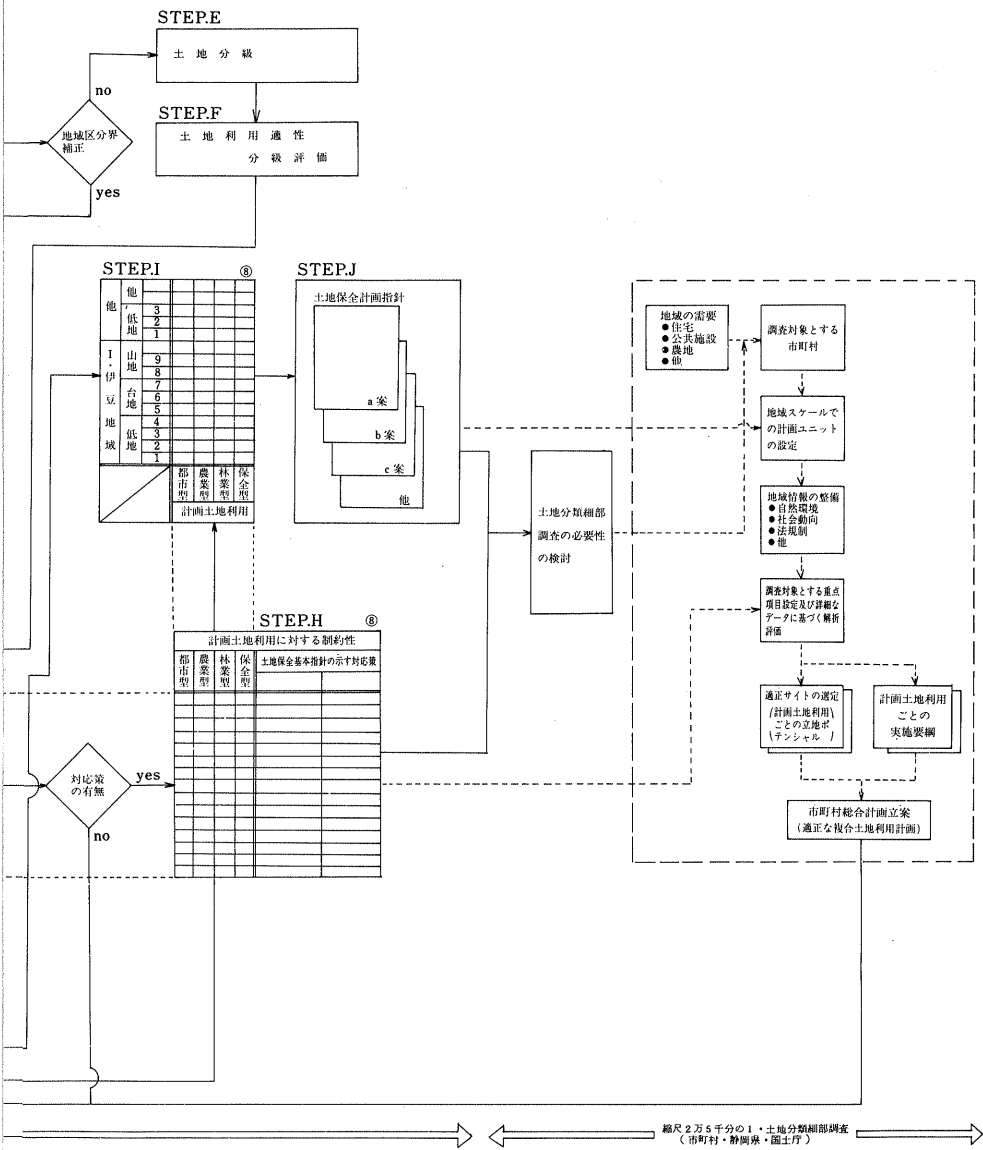 STEP.E
土地分級
no
STEP.F
地域区分界
補正
土地利用適性
分級評価
yes
STEP.I
⑧
他
他
低地
3
2
1
I・伊豆地域
山地
9
8
台地
7
6
5
低地
4
3
2
1
都市型
農業型
林業型
保全型
計画土地利用
STEP.J
土地保全計画指針
a案
b案
c案
他
地域の需要
●住宅
●公共施設
●農地
●他
調査対象とする
市町村
地域スケールで
の計画ユニット
の設定
土地分類細部
調査の必要性
の検討
地域情報の整備
●自然環境
●社会動向
●法規制
●他
調査対象とする重点
項目設定及び詳細な
データに基づく解析
評価
STEP.H
⑧
計画土地利用に対する制約性
都市型
農業型
林業型
保全型
土地保全基本指針の示す対応策
適正サイトの選定
(計画土地利用
ごとの立地ポ
テンシャル)
計画土地利用
ごとの
実施要綱
対応策
の有無
yes
no
市町村総合計画立案
(適正な複合土地利用計画)
縮尺2万5千分の1・土地分類細部調査
(市町村・静岡県・国土庁)